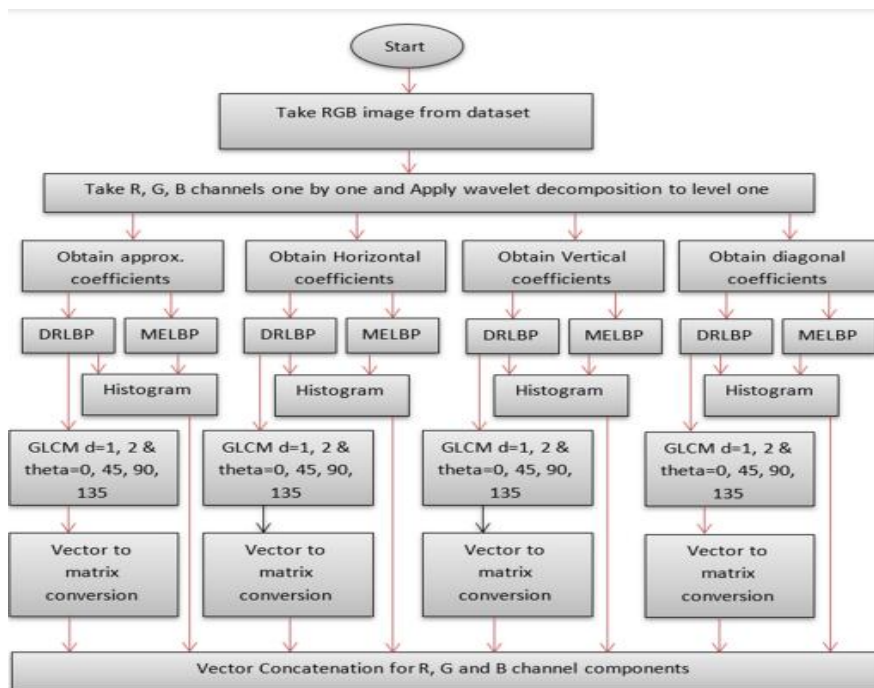 Start
Take RGB image from dataset
Take R, G, B channels one by one and Apply wavelet decomposition to level one
Obtain approx.
coefficients
Obtain Horizontal
coefficients
Obtain Vertical
coefficients
Obtain diagonal
coefficients
DRLBP
MELBP
DRLBP
MELBP
DRLBP
MELBP
DRLBP
MELBP
Histogram
Histogram
Histogram
Histogram
GLCM d=1, 2 &
theta=0, 45, 90,
135
GLCM d=1, 2 &
theta=0, 45, 90,
135
GLCM d=1, 2 &
theta=0, 45, 90,
135
GLCM d=1, 2 &
theta=0, 45, 90,
135
Vector to
matrix
conversion
Vector to
matrix
conversion
Vector to
matrix
conversion
Vector to
matrix
conversion
Vector Concatenation for R, G and B channel components